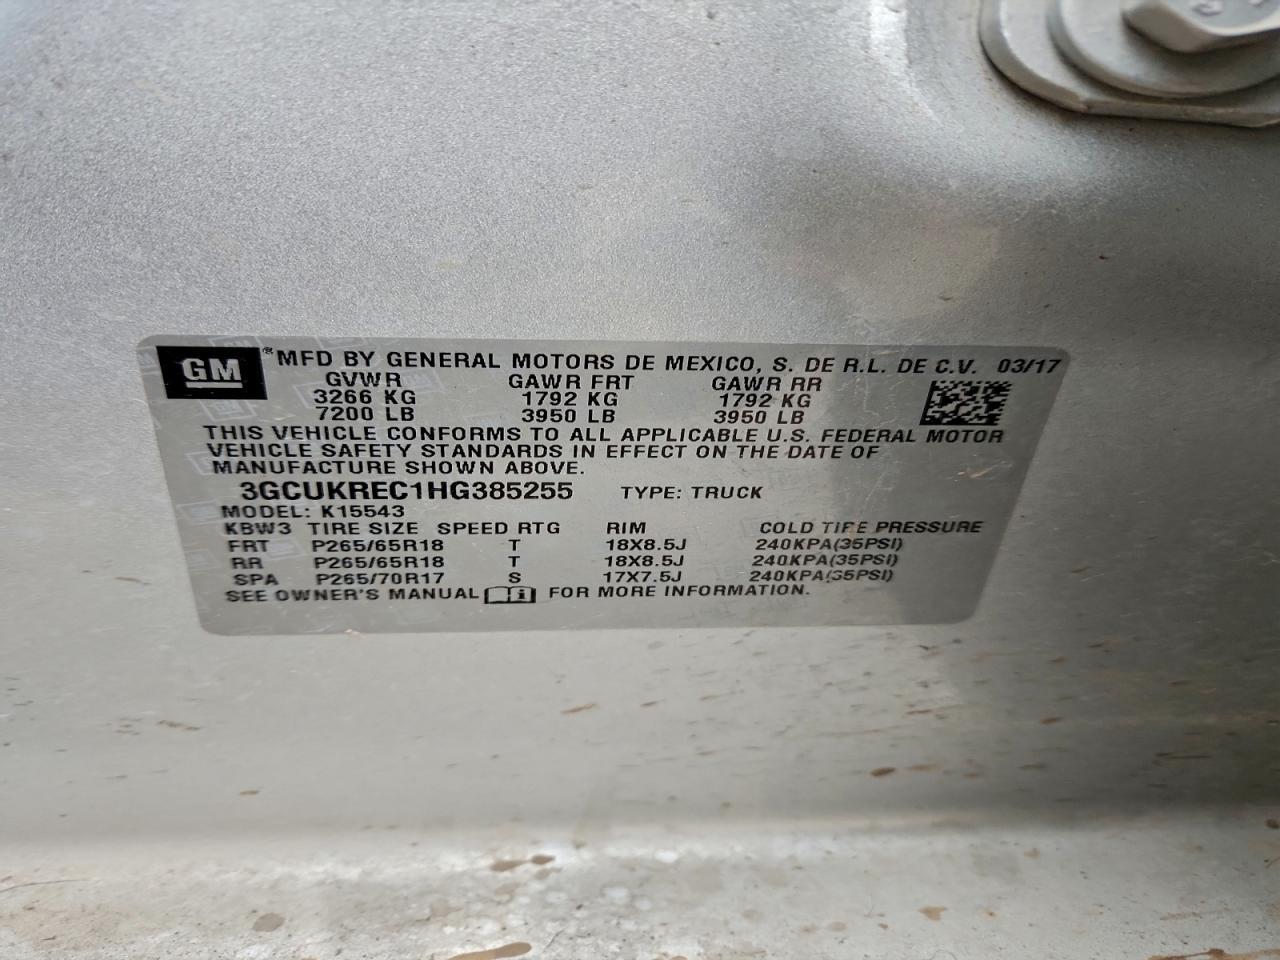 GM ® MFD BY GENERAL MOTORS DE MEXICO, S. DE R.L. DE C.V. 03/17
GVWR GAWR FRT GAWR RR
3266 KG 1792 KG 1792 KG
7200 LB 3950 LB 3950 LB
THIS VEHICLE CONFORMS TO ALL APPLICABLE U.S. FEDERAL MOTOR
VEHICLE SAFETY STANDARDS IN EFFECT ON THE DATE OF
MANUFACTURE SHOWN ABOVE.
3GCUKREC1HG385255 TYPE: TRUCK
MODEL: K15543
KBW3 TIRE SIZE SPEED RTG RIM COLD TIRE PRESSURE
FRT P265/65R18 T 18X8.5J 240KPA(35PSI)
RR P265/65R18 T 18X8.5J 240KPA(35PSI)
SPA P265/70R17 S 17X7.5J 240KPA(35PSI)
SEE OWNER'S MANUAL i FOR MORE INFORMATION.